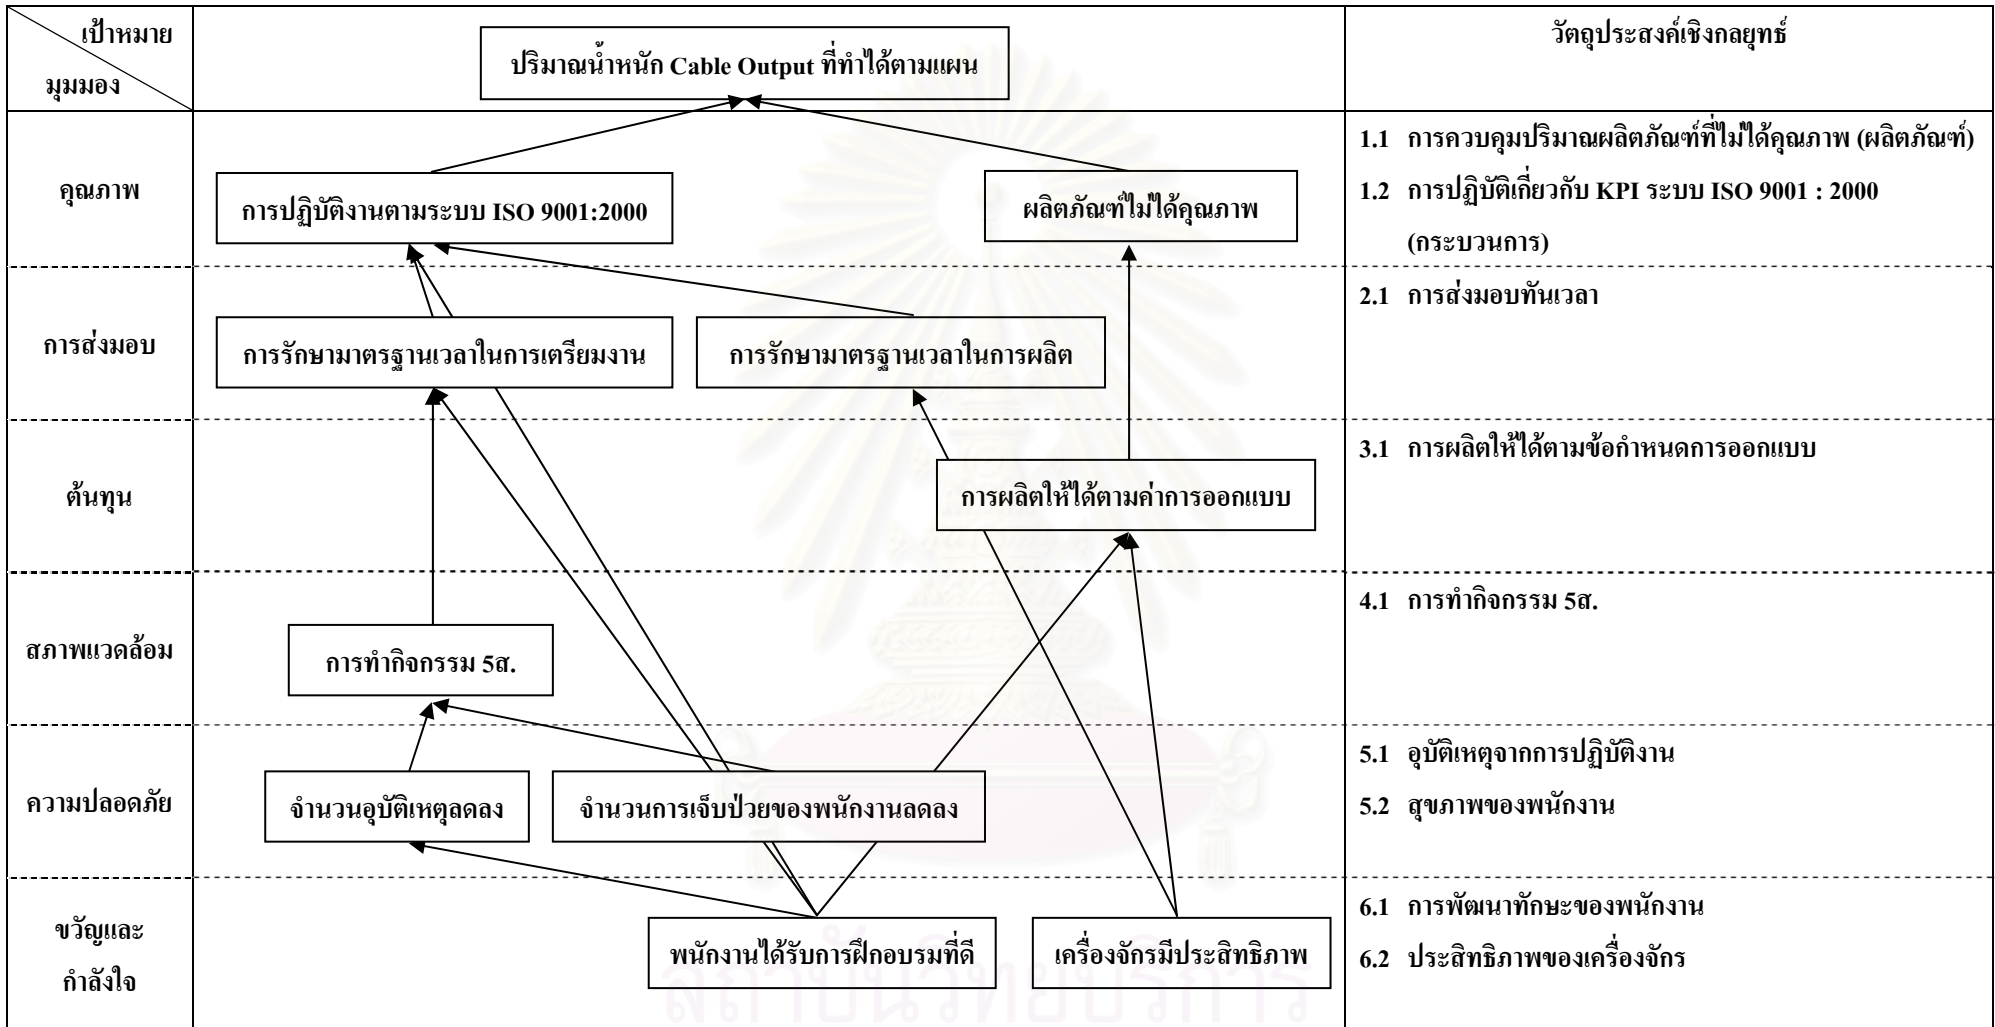 เป้าหมาย
มุมมอง
ปริมาณน้ำหนัก Cable Output ที่ทำได้ตามแผน
วัตถุประสงค์เชิงกลยุทธ์
คุณภาพ
การปฏิบัติงานตามระบบ ISO 9001:2000
ผลิตภัณฑ์ไม่ได้คุณภาพ
1.1 การควบคุมปริมาณผลิตภัณฑ์ที่ไม่ได้คุณภาพ (ผลิตภัณฑ์)
1.2 การปฏิบัติเกี่ยวกับ KPI ระบบ ISO 9001 : 2000
(กระบวนการ)
การส่งมอบ
การรักษามาตรฐานเวลาในการเตรียมงาน
การรักษามาตรฐานเวลาในการผลิต
2.1 การส่งมอบทันเวลา
ต้นทุน
การผลิตให้ได้ตามค่าการออกแบบ
3.1 การผลิตให้ได้ตามข้อกำหนดการออกแบบ
สภาพแวดล้อม
การทำกิจกรรม 5ส.
4.1 การทำกิจกรรม 5ส.
ความปลอดภัย
จำนวนอุบัติเหตุลดลง
จำนวนการเจ็บป่วยของพนักงานลดลง
5.1 อุบัติเหตุจากการปฏิบัติงาน
5.2 สุขภาพของพนักงาน
ขวัญและ
กำลังใจ
พนักงานได้รับการฝึกอบรมที่ดี
เครื่องจักรมีประสิทธิภาพ
6.1 การพัฒนาทักษะของพนักงาน
6.2 ประสิทธิภาพของเครื่องจักร
สถาบันวิทยบริการ